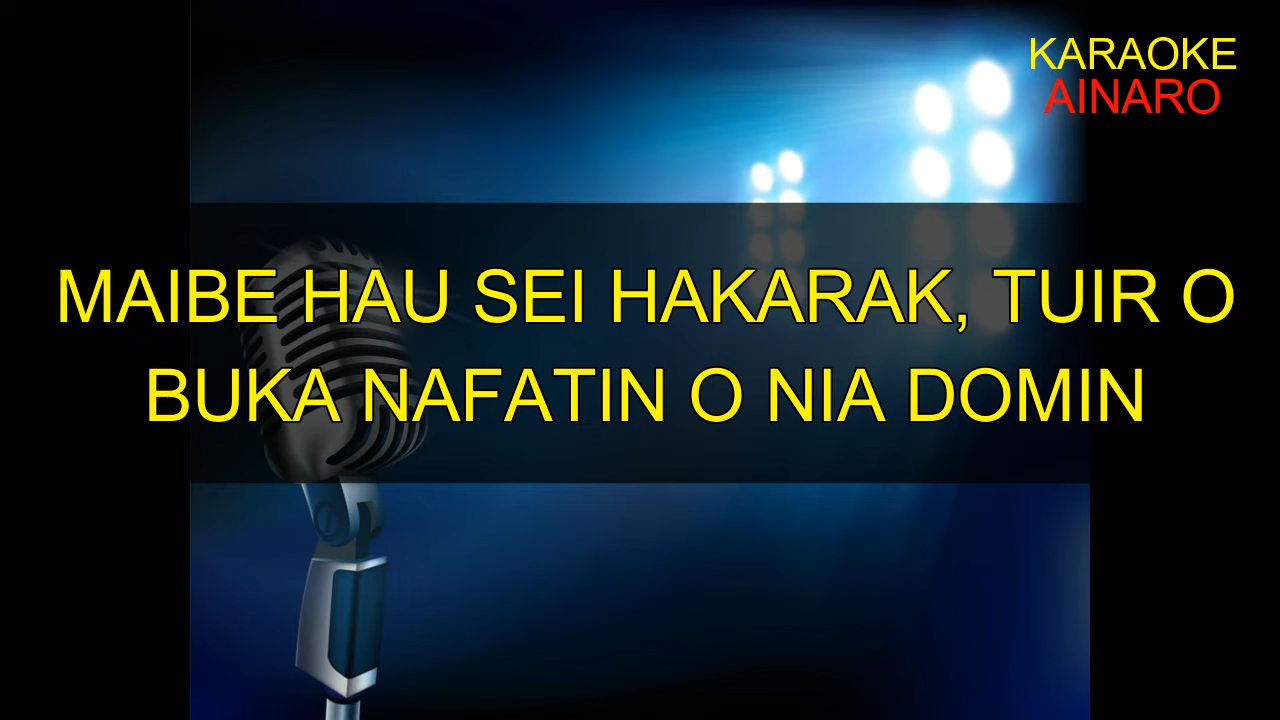 KARAOKE
AINARO
MAIBE HAU SEI HAKARAK, TUIR O
BUKA NAFATIN O NIA DOMIN